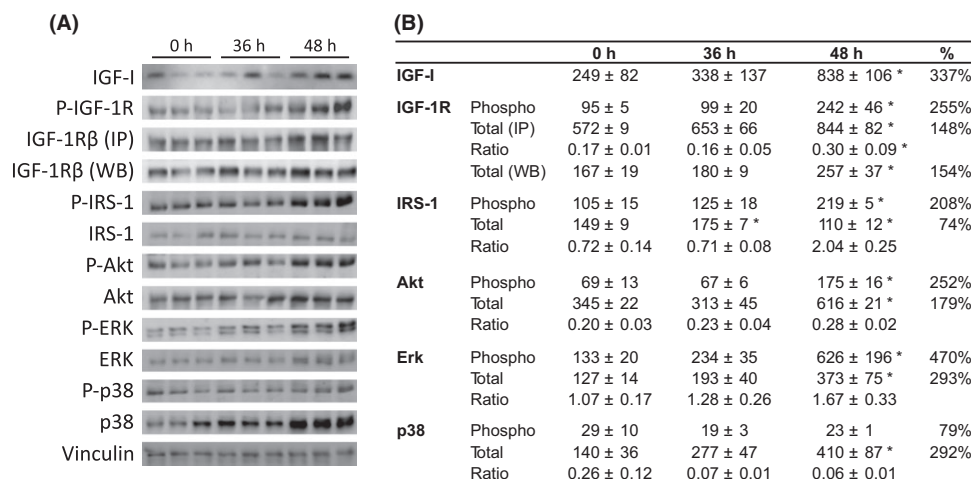 (A)
0 h 36 h 48 h
IGF-I
P-IGF-1R
IGF-1Rβ (IP)
IGF-1Rβ (WB)
P-IRS-1
IRS-1
P-Akt
Akt
P-ERK
ERK
P-p38
p38
Vinculin
(B)
0 h 36 h 48 h %
IGF-I 249 ± 82 338 ± 137 838 ± 106 * 337%
IGF-1R Phospho 95 ± 5 99 ± 20 242 ± 46 * 255%
Total (IP) 572 ± 9 653 ± 66 844 ± 82 * 148%
Ratio 0.17 ± 0.01 0.16 ± 0.05 0.30 ± 0.09 *
Total (WB) 167 ± 19 180 ± 9 257 ± 37 * 154%
IRS-1 Phospho 105 ± 15 125 ± 18 219 ± 5 * 208%
Total 149 ± 9 175 ± 7 * 110 ± 12 * 74%
Ratio 0.72 ± 0.14 0.71 ± 0.08 2.04 ± 0.25
Akt Phospho 69 ± 13 67 ± 6 175 ± 16 * 252%
Total 345 ± 22 313 ± 45 616 ± 21 * 179%
Ratio 0.20 ± 0.03 0.23 ± 0.04 0.28 ± 0.02
Erk Phospho 133 ± 20 234 ± 35 626 ± 196 * 470%
Total 127 ± 14 193 ± 40 373 ± 75 * 293%
Ratio 1.07 ± 0.17 1.28 ± 0.26 1.67 ± 0.33
p38 Phospho 29 ± 10 19 ± 3 23 ± 1 79%
Total 140 ± 36 277 ± 47 410 ± 87 * 292%
Ratio 0.26 ± 0.12 0.07 ± 0.01 0.06 ± 0.01